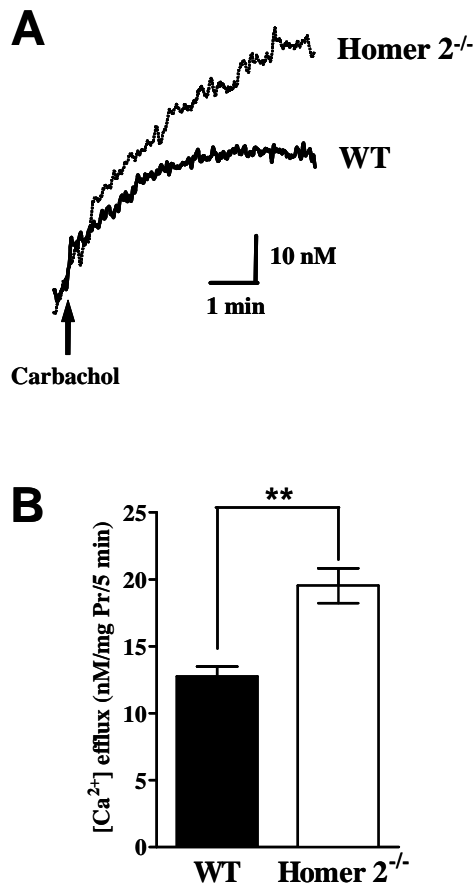 A
Homer 2⁻/⁻
WT
10 nM
1 min
Carbachol
B
**
[Ca²⁺] efflux (nM/mg Pr/5 min)
25
20
15
10
5
0
WT Homer 2⁻/⁻